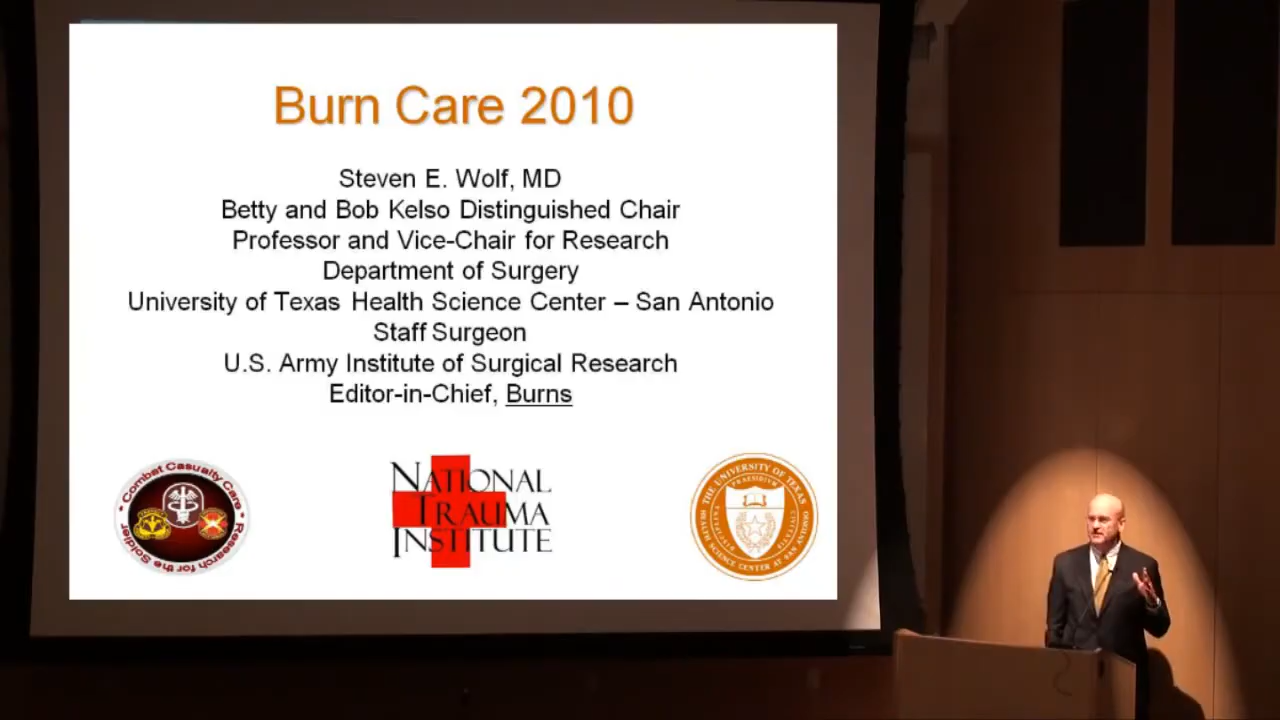 Burn Care 2010
Steven E. Wolf, MD
Betty and Bob Kelso Distinguished Chair
Professor and Vice-Chair for Research
Department of Surgery
University of Texas Health Science Center – San Antonio
Staff Surgeon
U.S. Army Institute of Surgical Research
Editor-in-Chief, Burns
Combat Casualty Care
Research for the Soldier
NATIONAL
TRAUMA
INSTITUTE
THE UNIVERSITY OF TEXAS
HEALTH SCIENCE CENTER AT SAN ANTONIO
PRAESIDIUM
CIVITATIS